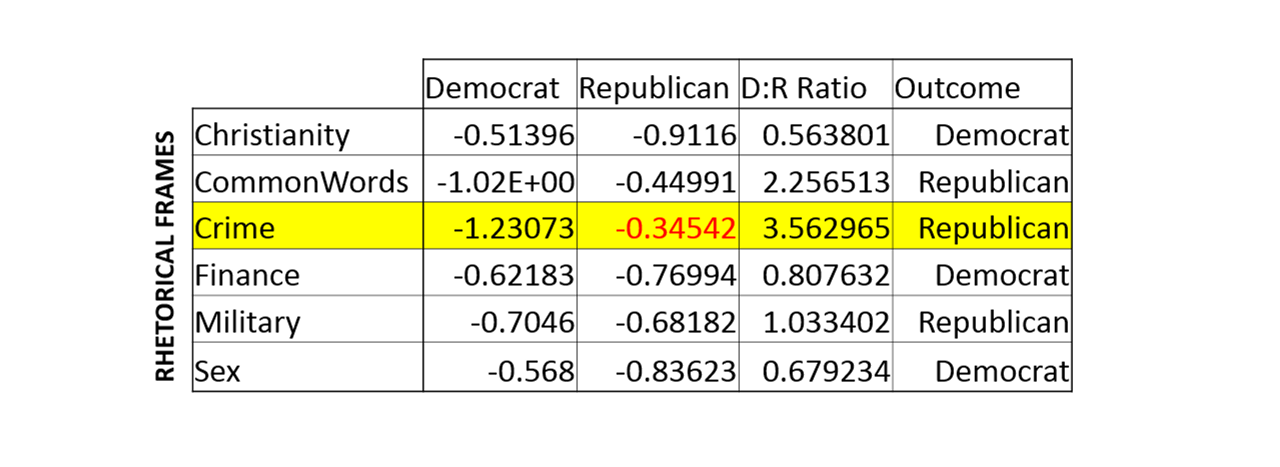 Democrat Republican D:R Ratio Outcome
RHETORICAL FRAMES
Christianity -0.51396 -0.9116 0.563801 Democrat
CommonWords -1.02E+00 -0.44991 2.256513 Republican
Crime -1.23073 -0.34542 3.562965 Republican
Finance -0.62183 -0.76994 0.807632 Democrat
Military -0.7046 -0.68182 1.033402 Republican
Sex -0.568 -0.83623 0.679234 Democrat